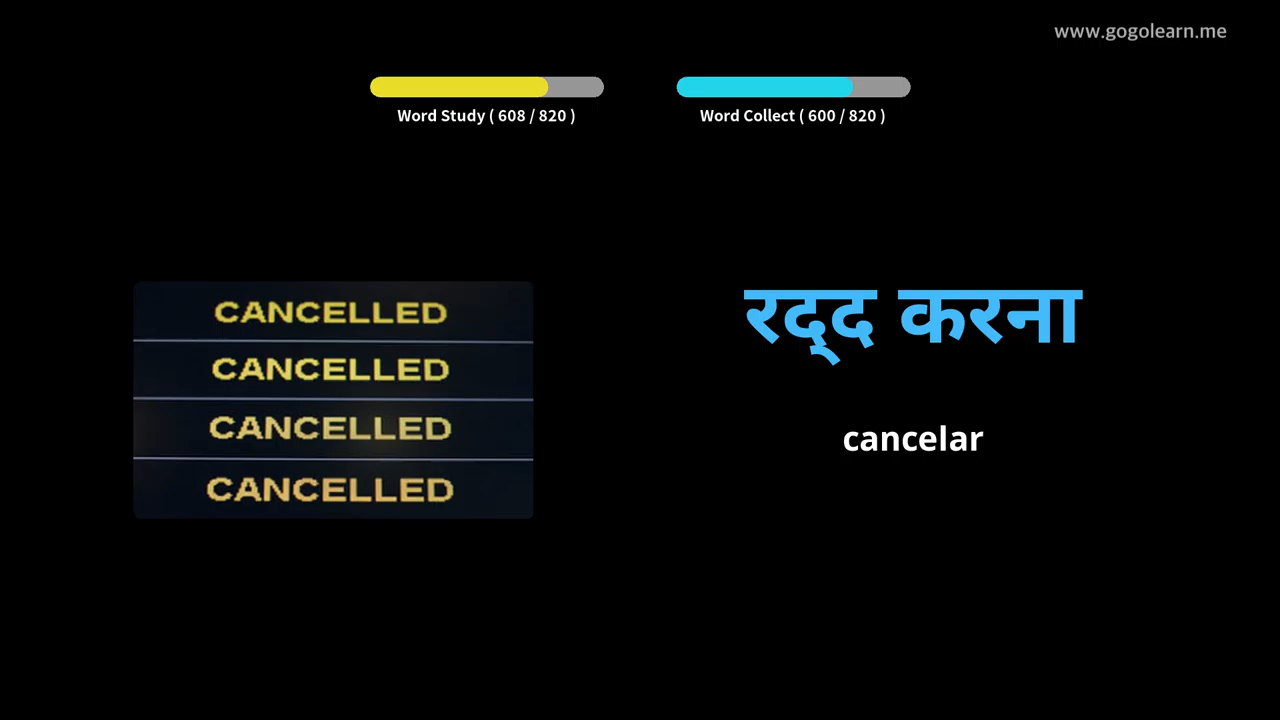 www.gogolearn.me
Word Study ( 608 / 820 )
Word Collect ( 600 / 820 )
CANCELLED
CANCELLED
CANCELLED
CANCELLED
रद्द करना
cancelar